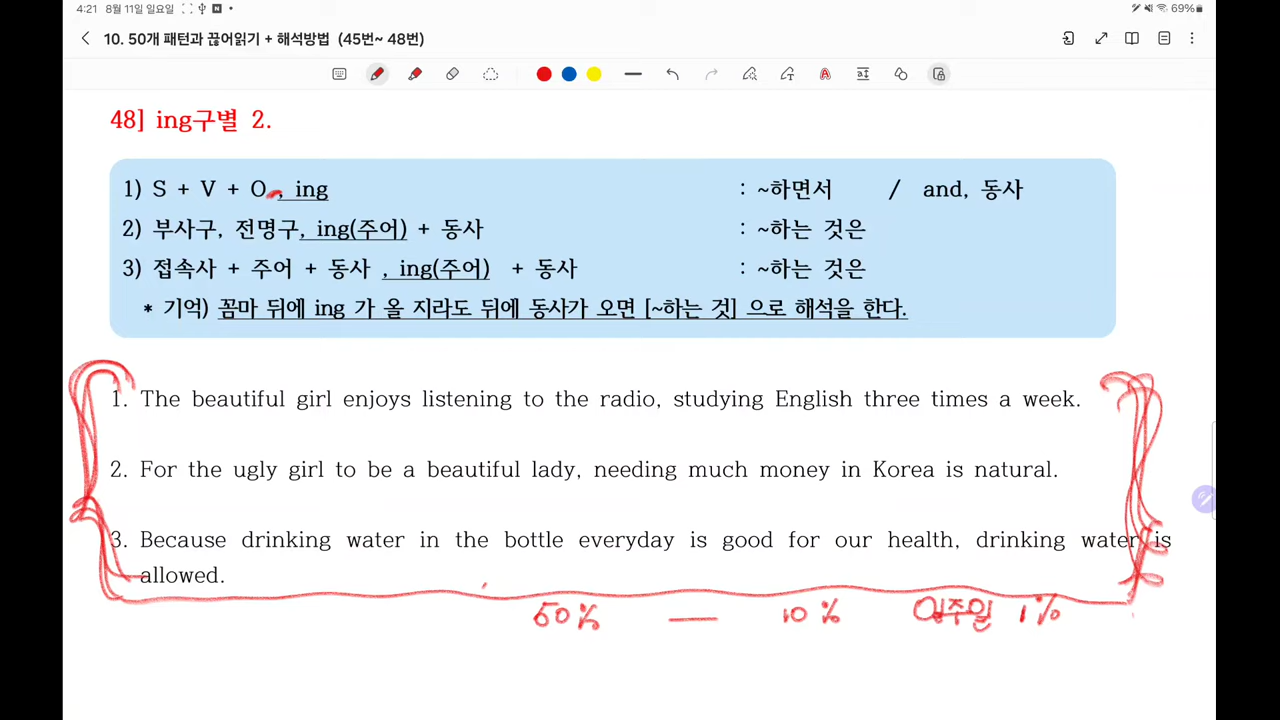 4:21 8월 11일 일요일 69%
10. 50개 패턴과 끊어읽기 + 해석방법 (45번~ 48번)
48] ing구별 2.
1) S + V + O , ing : ~하면서 / and, 동사
2) 부사구, 전명구, ing(주어) + 동사 : ~하는 것은
3) 접속사 + 주어 + 동사 , ing(주어) + 동사 : ~하는 것은
* 기억) 꼼마 뒤에 ing 가 올 지라도 뒤에 동사가 오면 [~하는 것] 으로 해석을 한다.
1. The beautiful girl enjoys listening to the radio, studying English three times a week.
2. For the ugly girl to be a beautiful lady, needing much money in Korea is natural.
3. Because drinking water in the bottle everyday is good for our health, drinking water is
allowed.
50% — 10% 일주일 1%